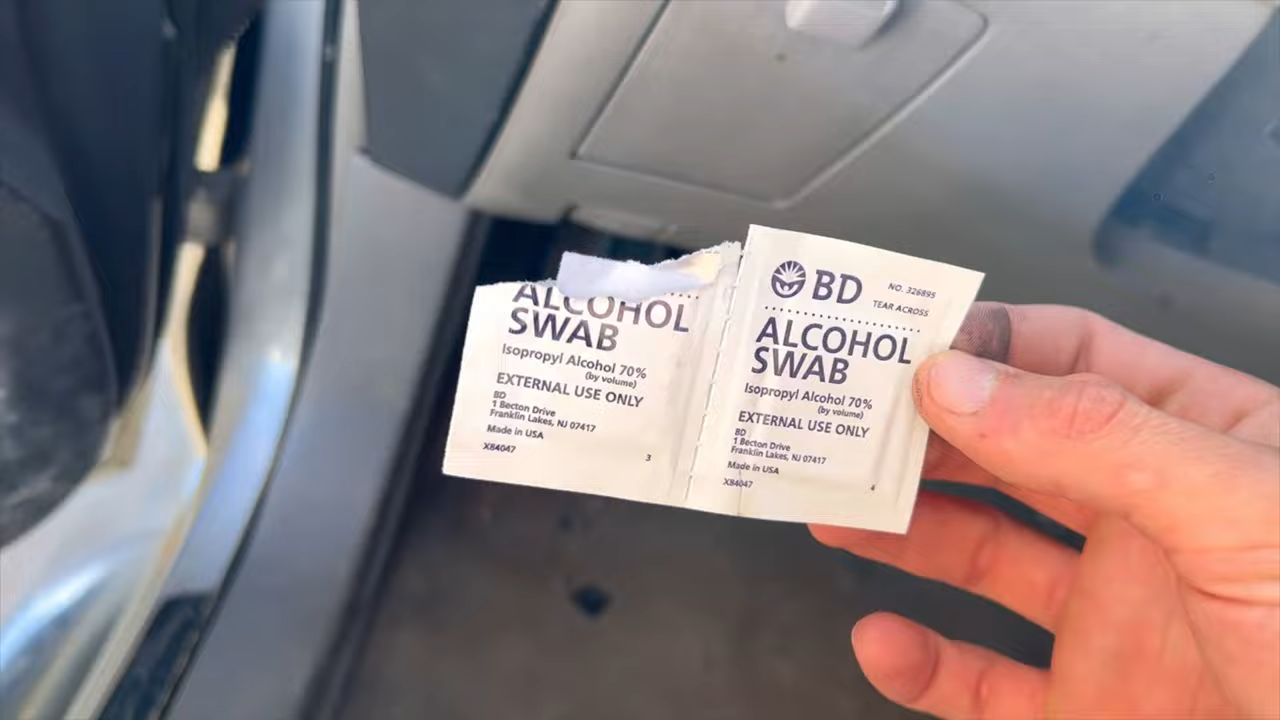 ALCOHOL
SWAB
Isopropyl Alcohol 70%
(by volume)
EXTERNAL USE ONLY
BD
1 Becton Drive
Franklin Lakes, NJ 07417
Made in USA
X84047
3
BD
NO. 326895
TEAR ACROSS
ALCOHOL
SWAB
Isopropyl Alcohol 70%
(by volume)
EXTERNAL USE ONLY
BD
1 Becton Drive
Franklin Lakes, NJ 07417
Made in USA
X84047
4